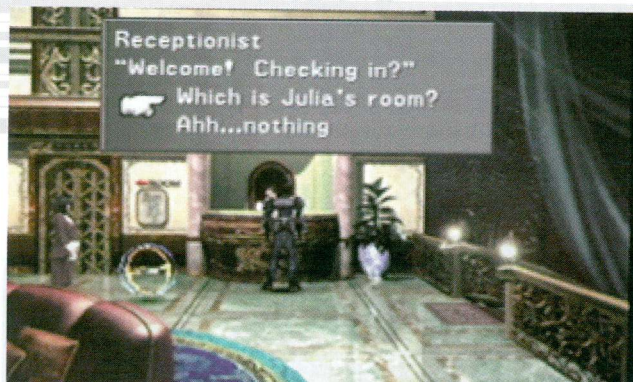 Receptionist
“Welcome! Checking in?”
Which is Julia's room?
Ahh...nothing